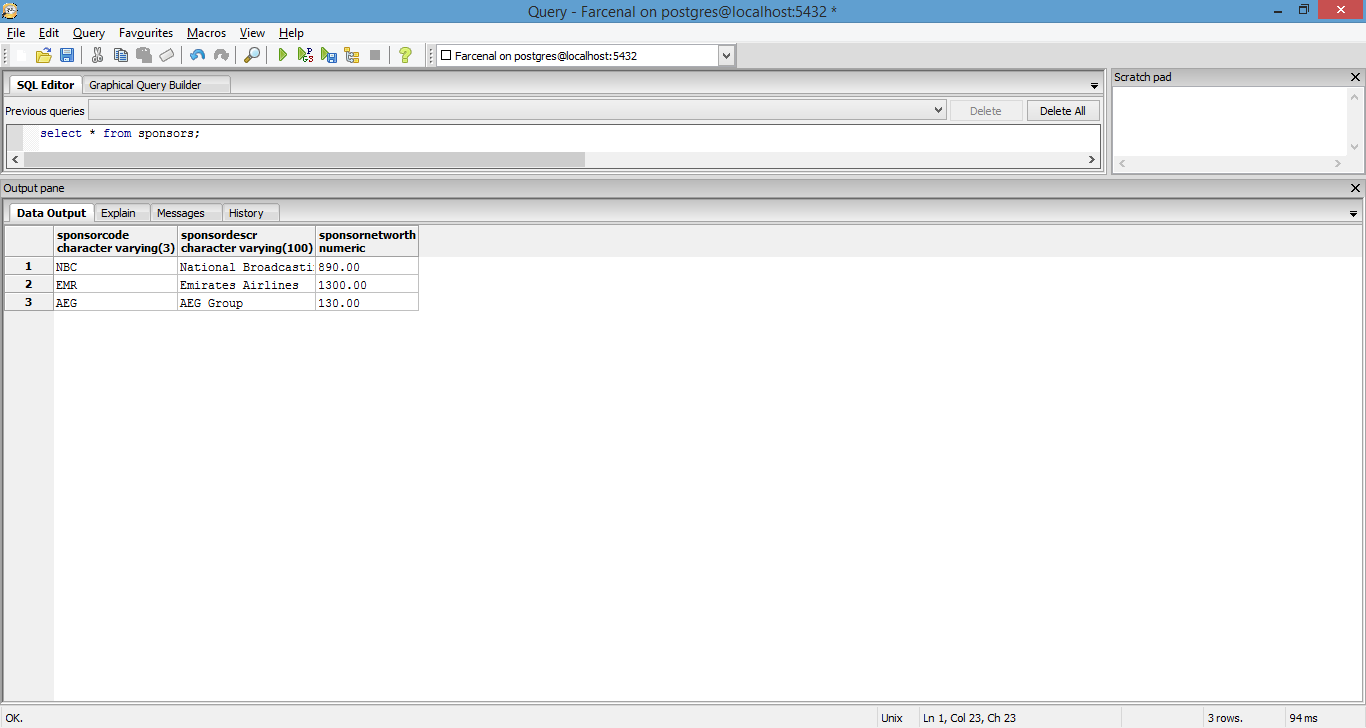 Query - Farcenal on postgres@localhost:5432 *
File Edit Query Favourites Macros View Help
Farcenal on postgres@localhost:5432
SQL Editor Graphical Query Builder
Scratch pad
Previous queries Delete Delete All
select * from sponsors;
Output pane
Data Output Explain Messages History
sponsorcode sponsordescr sponsornetworth
character varying(3) character varying(100) numeric
1 NBC National Broadcasti 890.00
2 EMR Emirates Airlines 1300.00
3 AEG AEG Group 130.00
OK. Unix Ln 1, Col 23, Ch 23 3 rows. 94 ms